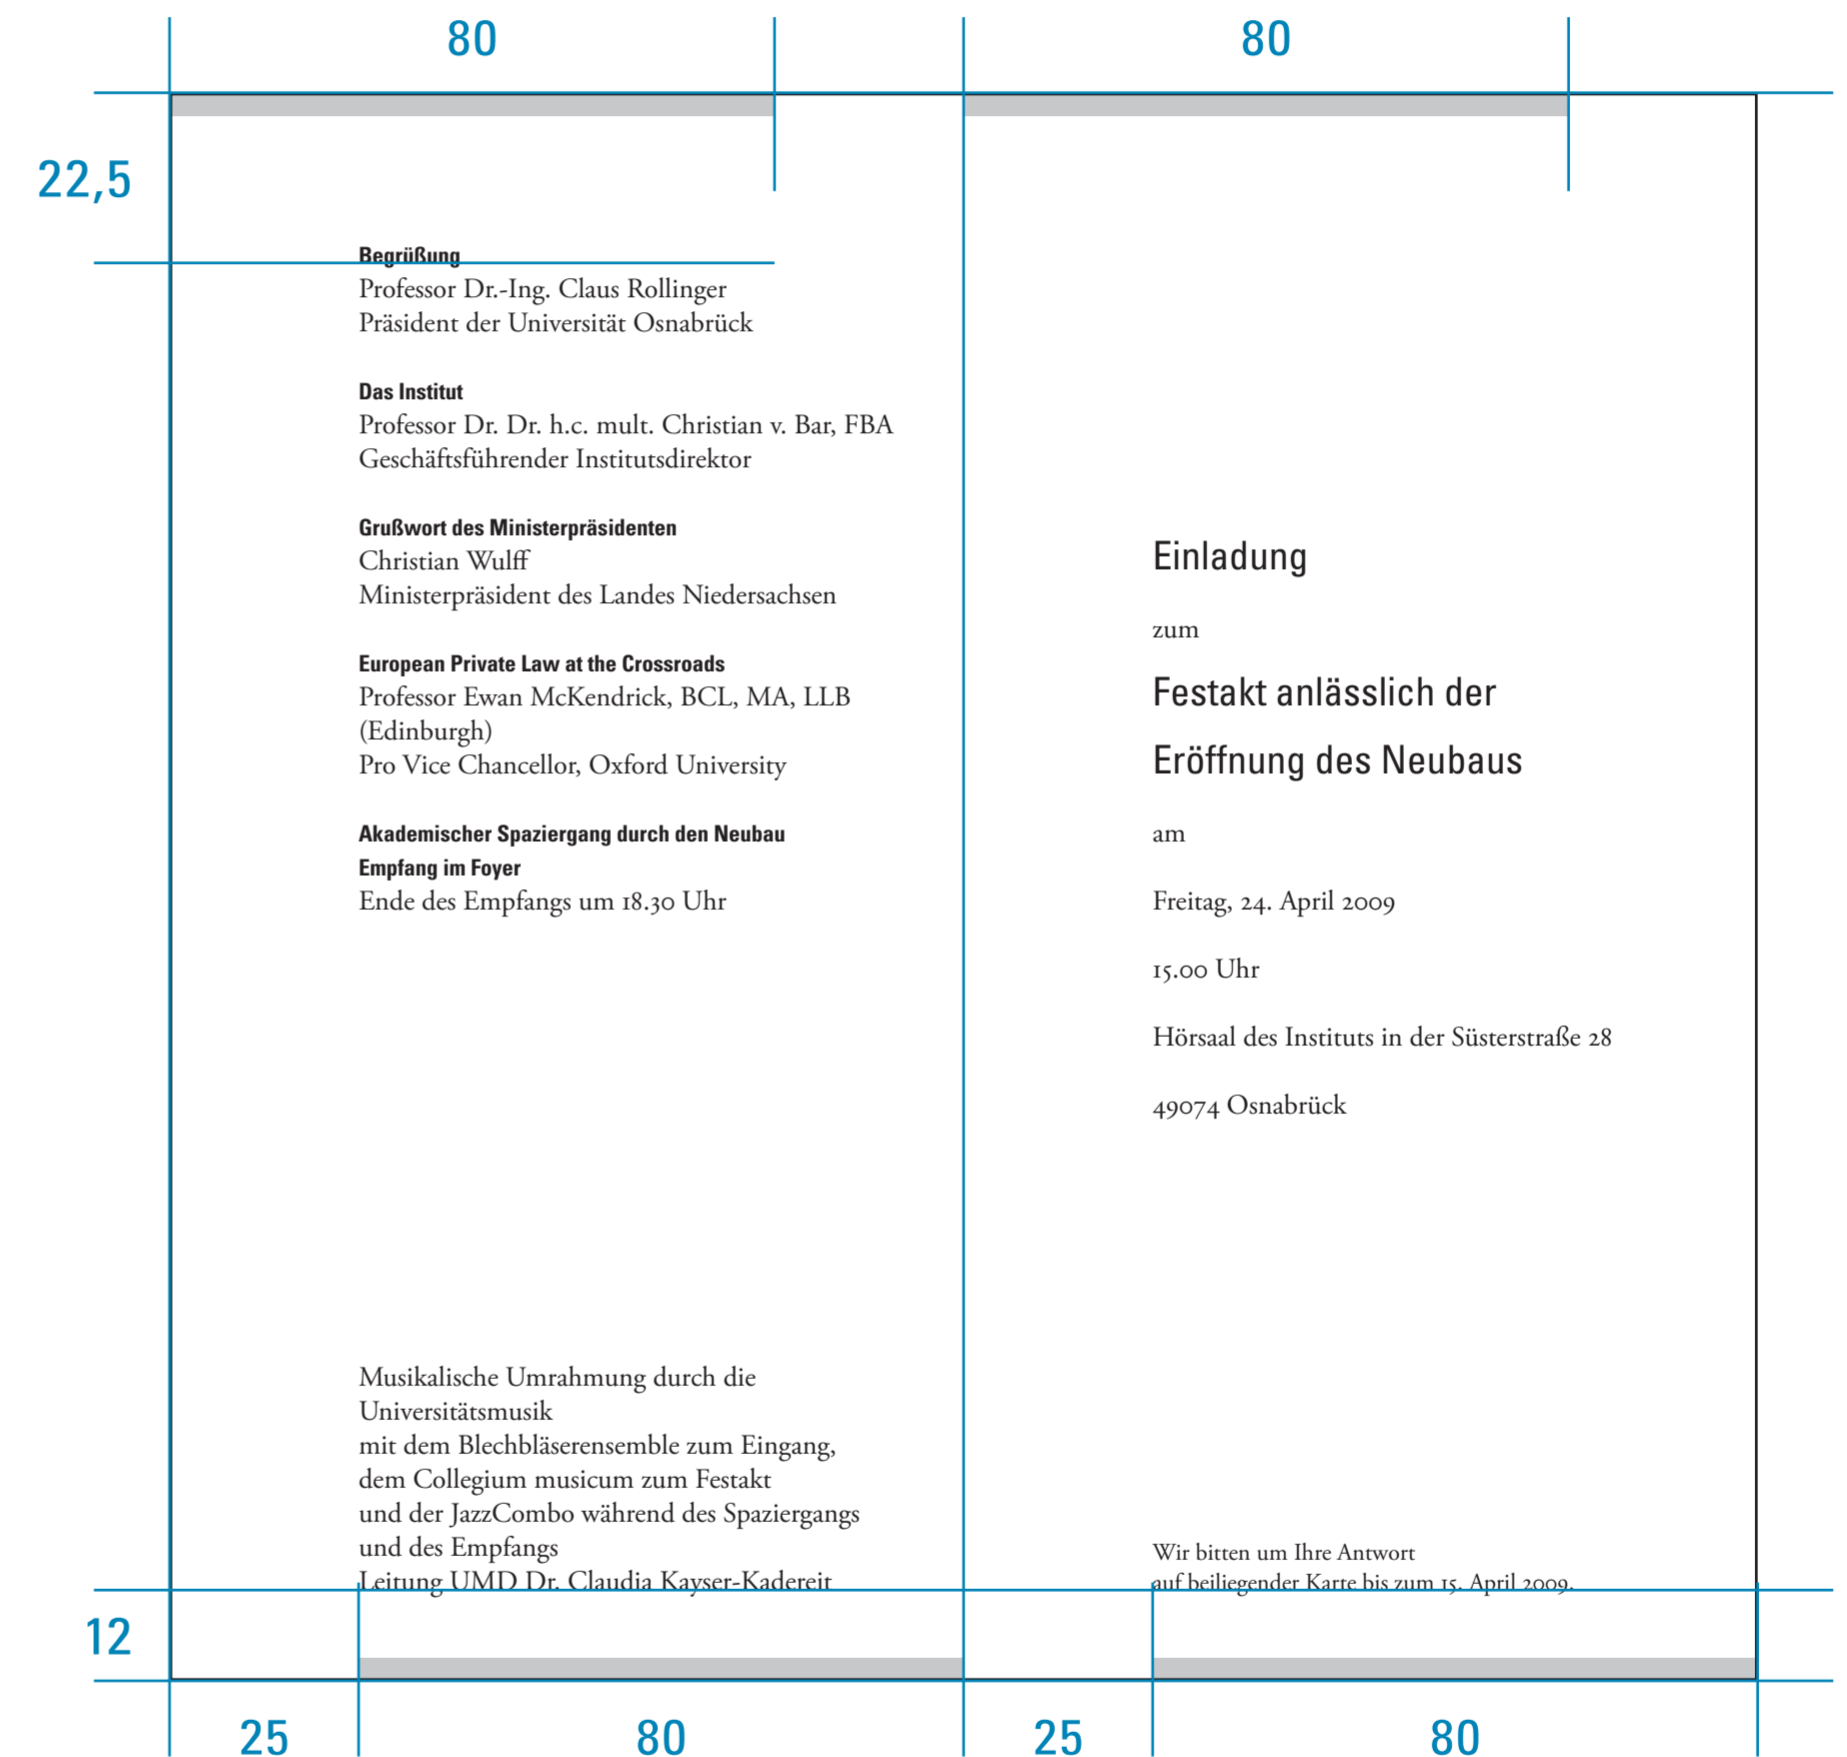 80
80
22,5
Begrüßung
Professor Dr.-Ing. Claus Rollinger
Präsident der Universität Osnabrück
Das Institut
Professor Dr. Dr. h.c. mult. Christian v. Bar, FBA
Geschäftsführender Institutsdirektor
Grußwort des Ministerpräsidenten
Christian Wulff
Ministerpräsident des Landes Niedersachsen
European Private Law at the Crossroads
Professor Ewan McKendrick, BCL, MA, LLB
(Edinburgh)
Pro Vice Chancellor, Oxford University
Akademischer Spaziergang durch den Neubau
Empfang im Foyer
Ende des Empfangs um 18.30 Uhr
Musikalische Umrahmung durch die
Universitätsmusik
mit dem Blechbläserensemble zum Eingang,
dem Collegium musicum zum Festakt
und der JazzCombo während des Spaziergangs
und des Empfangs
Leitung UMD Dr. Claudia Kayser-Kadereit
Einladung
zum
Festakt anlässlich der
Eröffnung des Neubaus
am
Freitag, 24. April 2009
15.00 Uhr
Hörsaal des Instituts in der Süsterstraße 28
49074 Osnabrück
Wir bitten um Ihre Antwort
auf beiliegender Karte bis zum 15. April 2009.
12
25
80
25
80